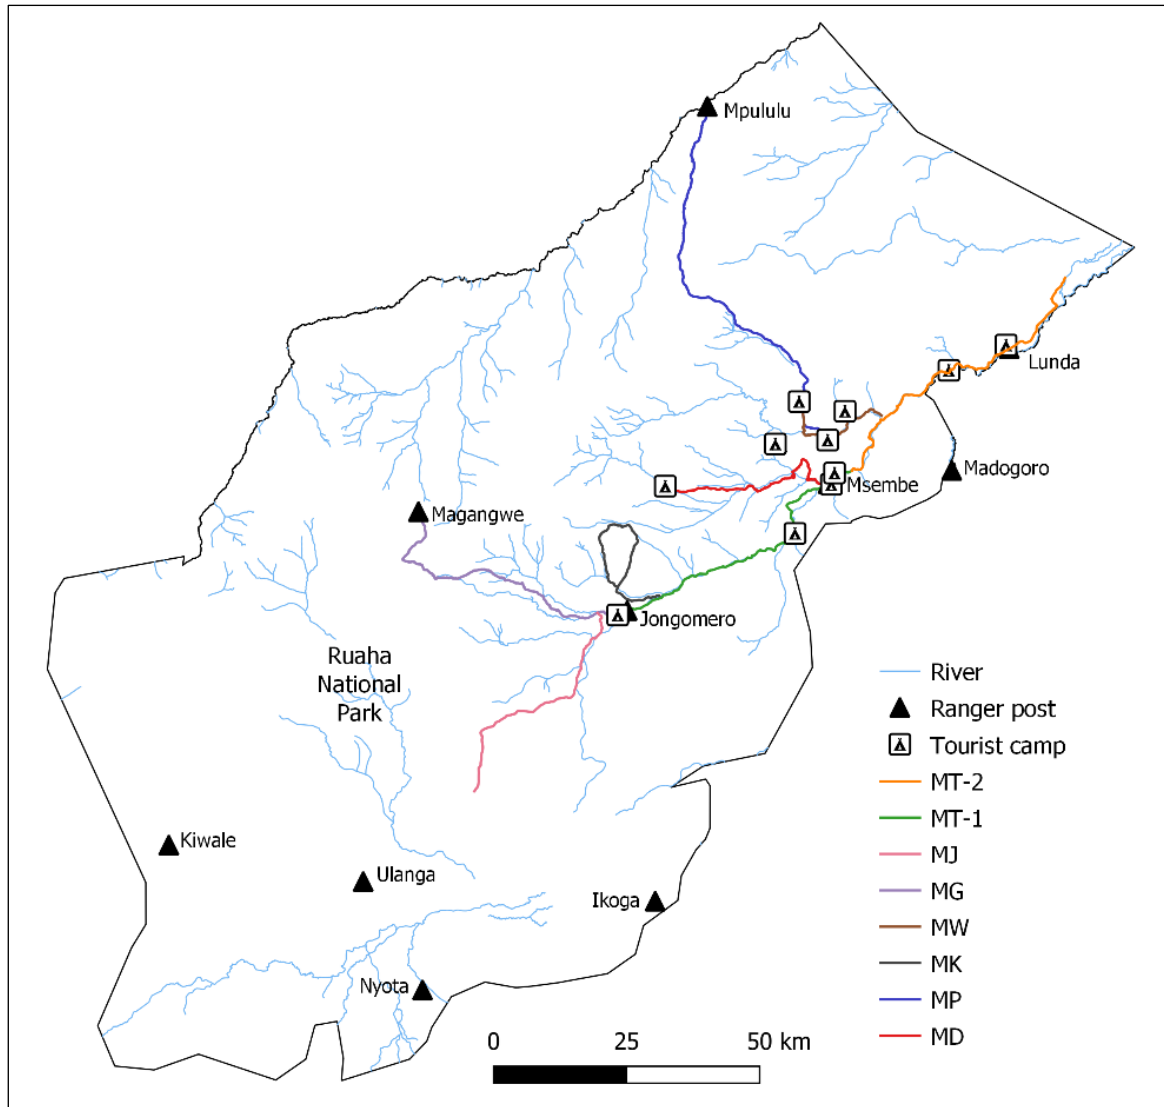 Mpululu
Lunda
Madogoro
Msembe
Magangwe
Jongomero
Ruaha
National
Park
River
Ranger post
Tourist camp
MT-2
MT-1
MJ
MG
MW
MK
MP
MD
Kiwale
Ulanga
Ikoga
Nyota
0 25 50 km